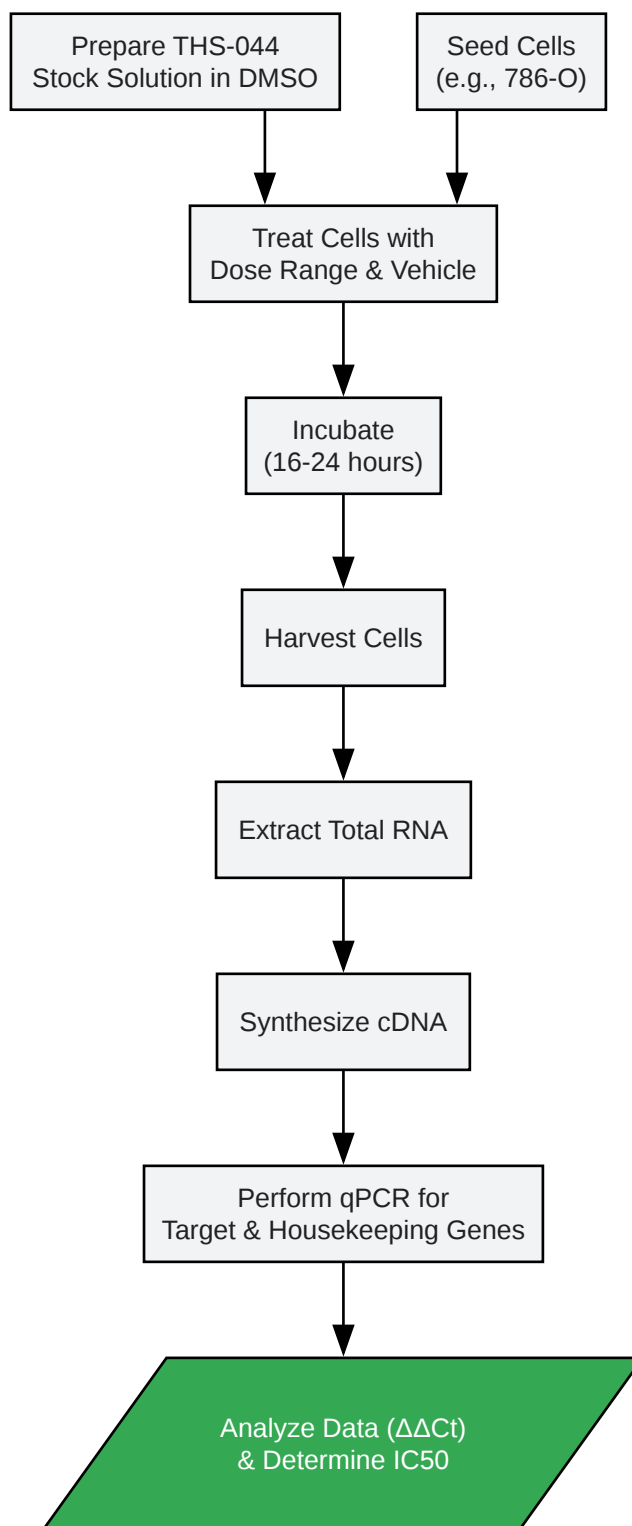 Prepare THS-044
Stock Solution in DMSO
Seed Cells
(e.g., 786-O)
Treat Cells with
Dose Range & Vehicle
Incubate
(16-24 hours)
Harvest Cells
Extract Total RNA
Synthesize cDNA
Perform qPCR for
Target & Housekeeping Genes
Analyze Data (ΔΔCt)
& Determine IC50